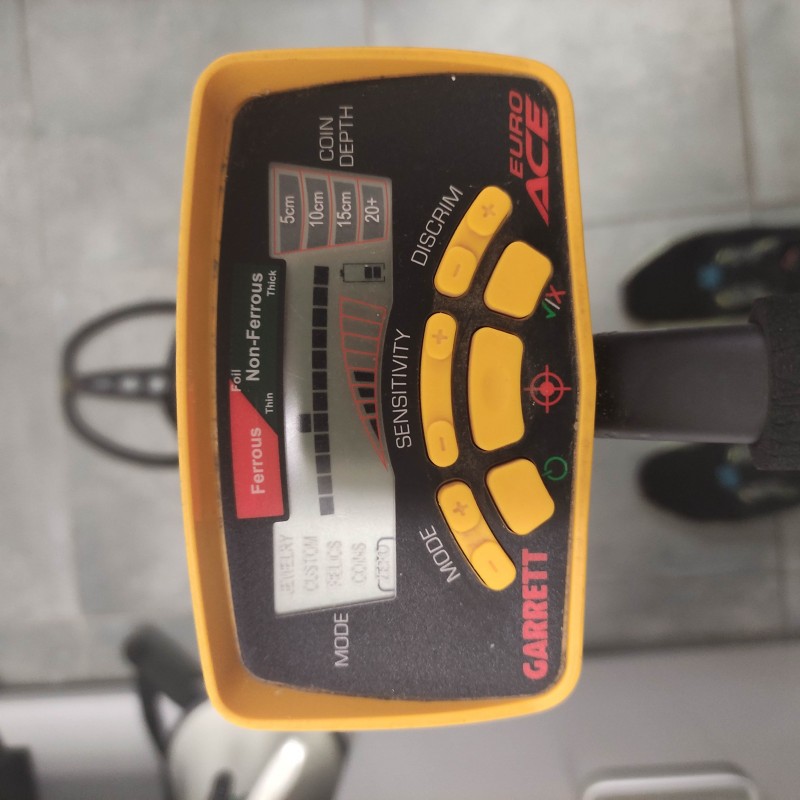 Ferrous
Foil
Thin
Non-Ferrous
Thick
MODE
JEWELRY
CUSTOM
RELICS
COINS
ZERO
5cm
10cm
15cm
20+
COIN
DEPTH
MODE
- +
SENSITIVITY
- +
DISCRIM
- +
✓/X
GARRETT
EURO
ACE